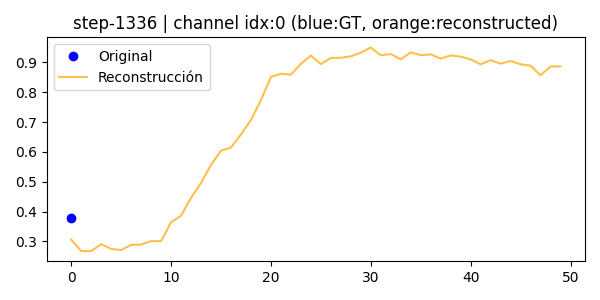 step-1336 | channel idx:0 (blue:GT, orange:reconstructed)
Original
Reconstrucción
0.9
0.8
0.7
0.6
0.5
0.4
0.3
0 10 20 30 40 50